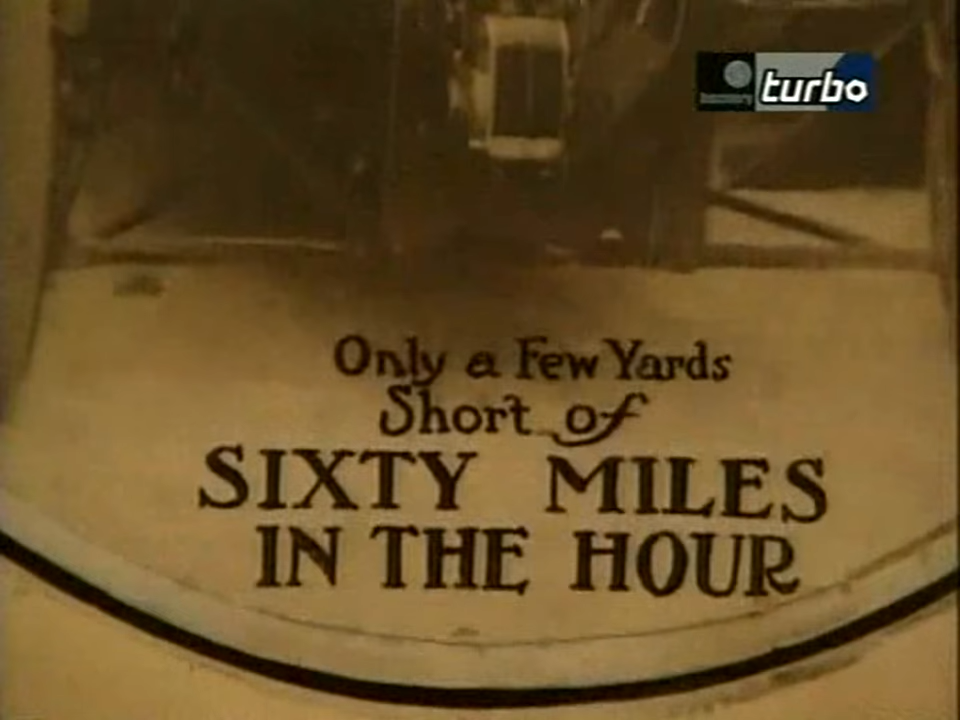 turbo
Only a Few Yards
Short of
SIXTY MILES
IN THE HOUR